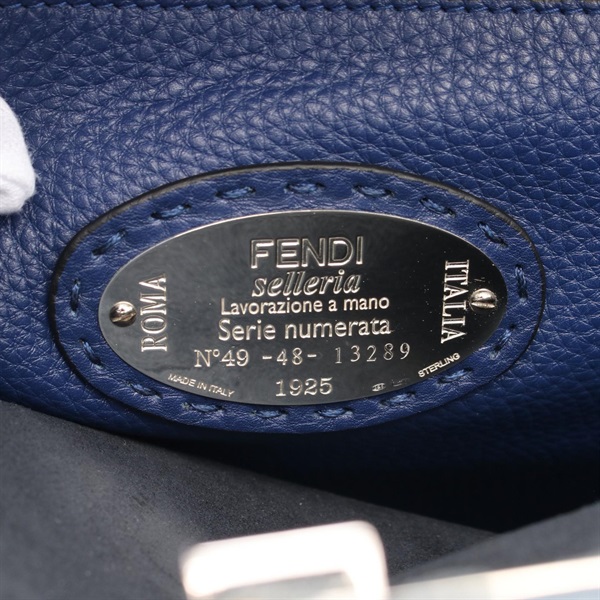 FENDI
selleria
Lavorazione a mano
Serie numerata
N°49 -48- 13289
1925
ROMA
ITALIA
MADE IN ITALY
STERLING